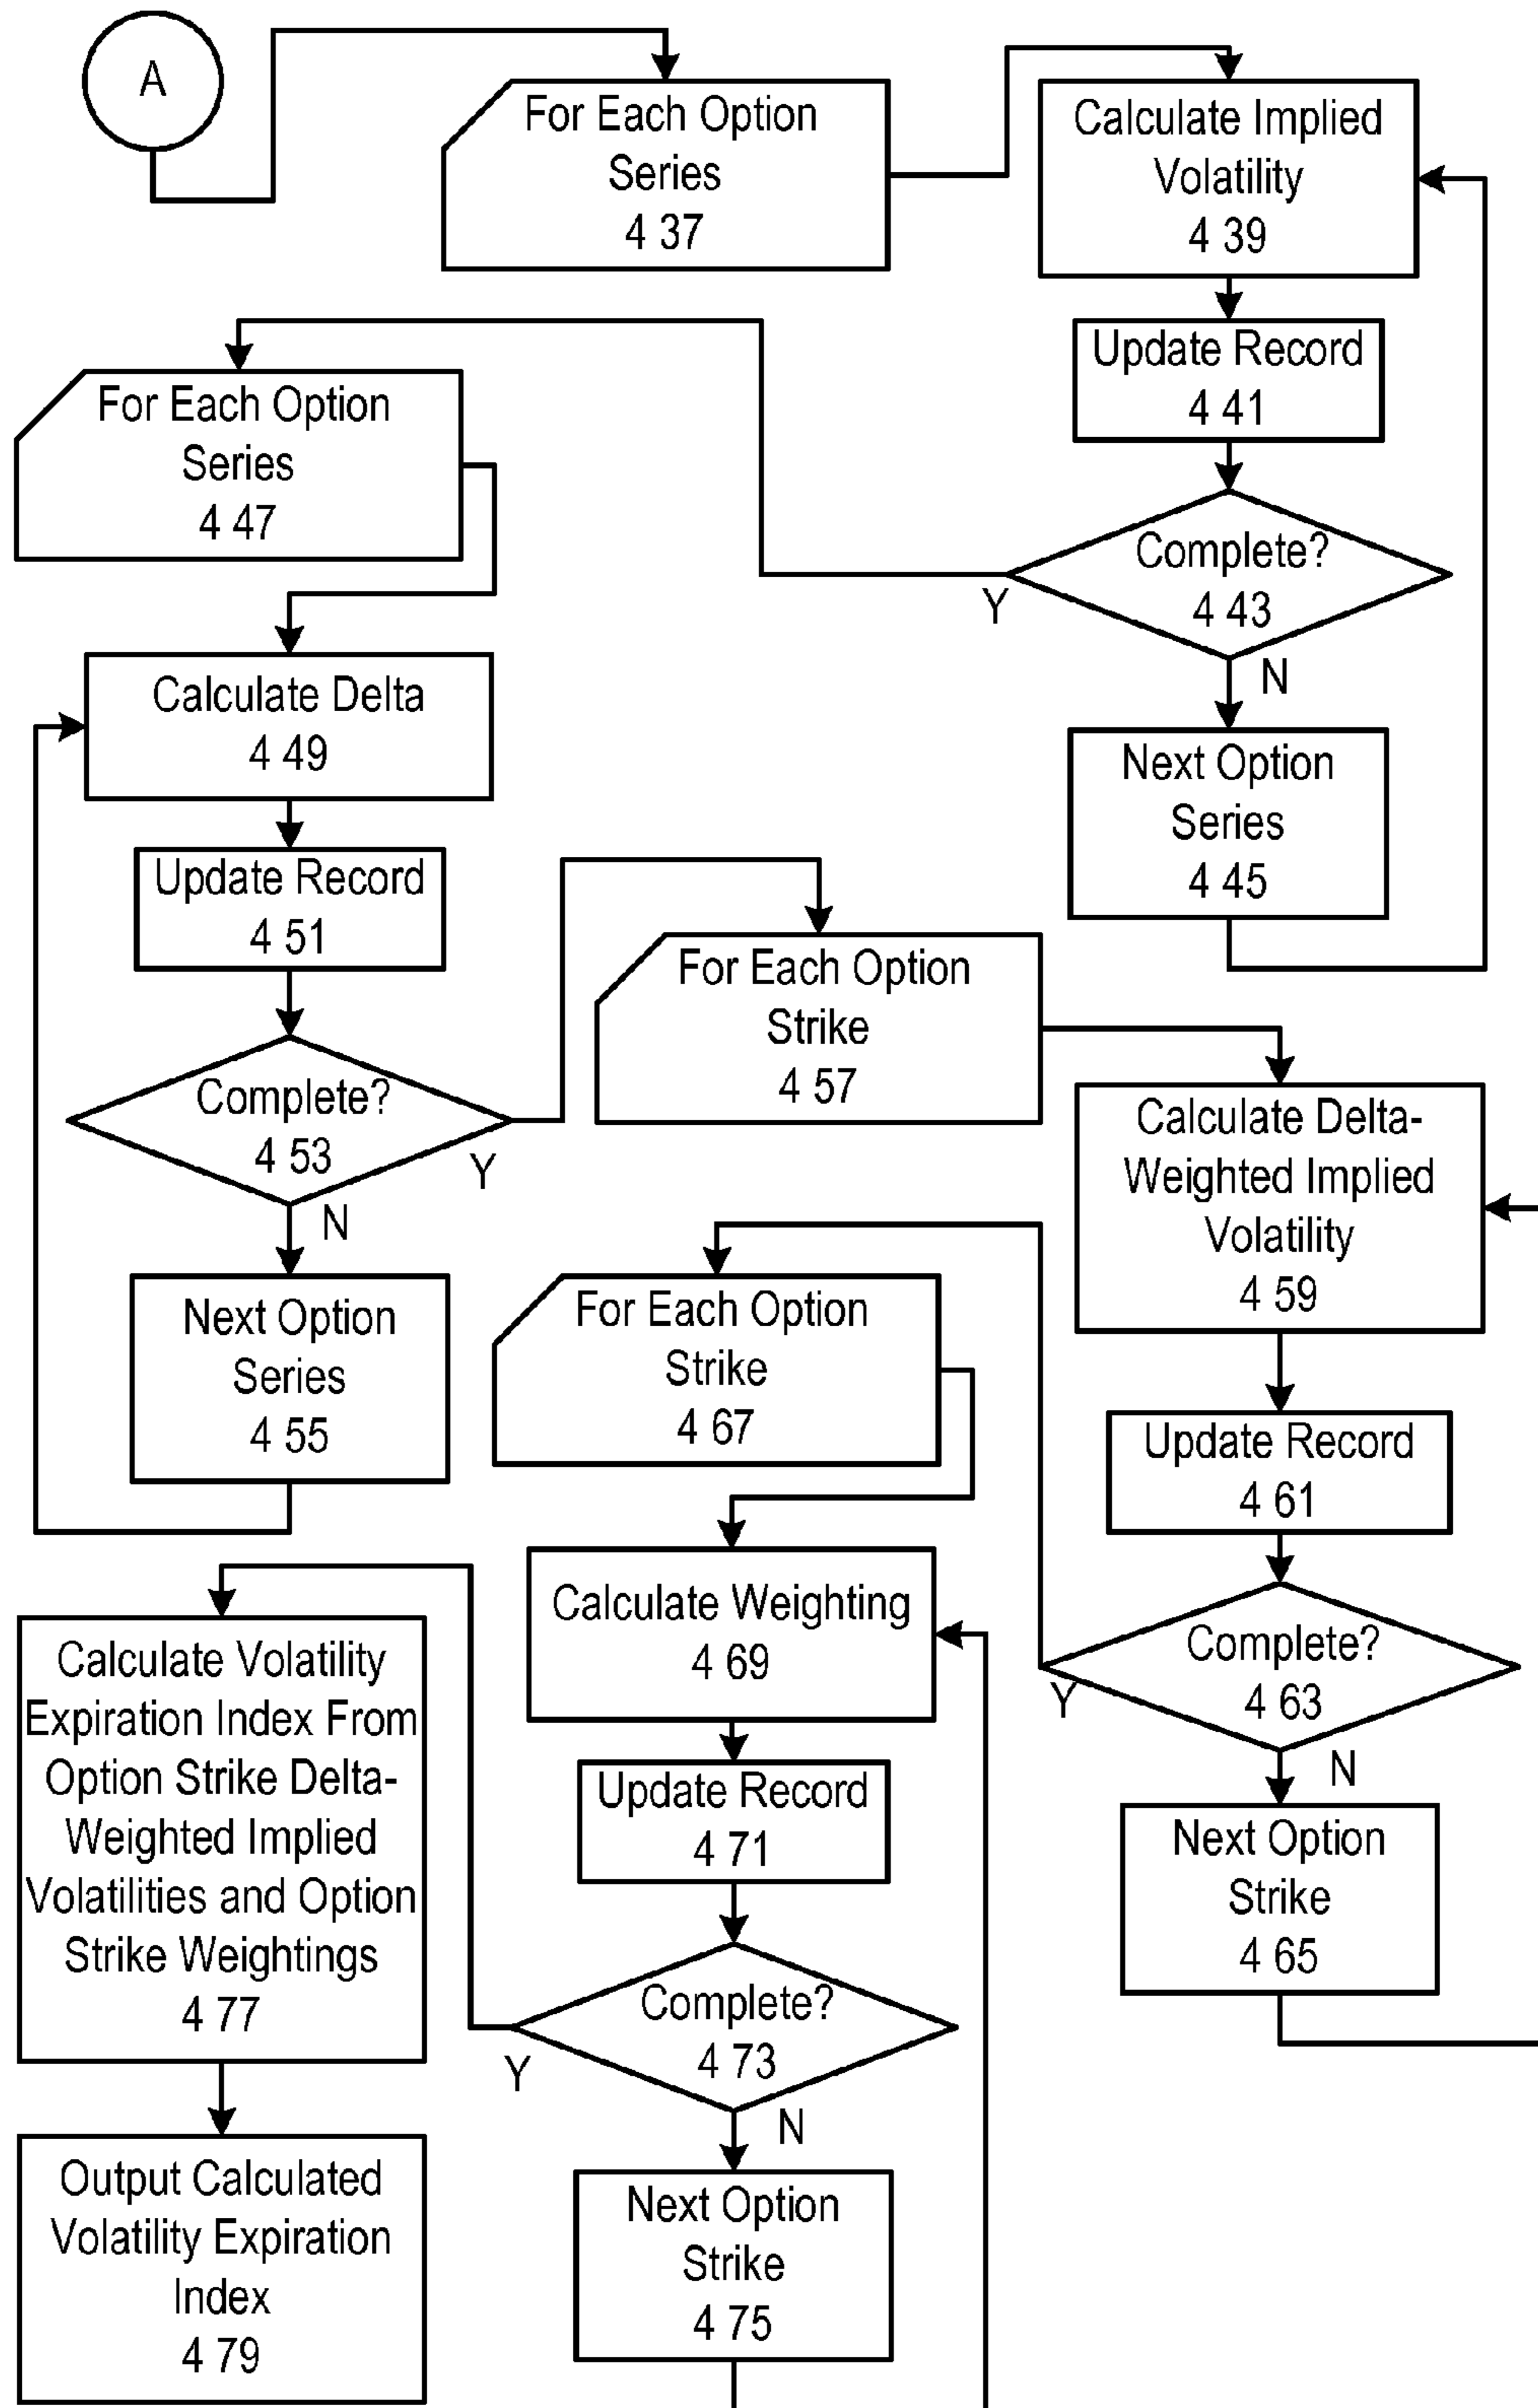 A
For Each Option
Series
4 37
Calculate Implied
Volatility
4 39
Update Record
4 41
Complete?
4 43
Y
N
Next Option
Series
4 45
For Each Option
Series
4 47
Calculate Delta
4 49
Update Record
4 51
Complete?
4 53
Y
N
Next Option
Series
4 55
For Each Option
Strike
4 57
Calculate Delta-
Weighted Implied
Volatility
4 59
Update Record
4 61
Complete?
4 63
Y
N
Next Option
Strike
4 65
For Each Option
Strike
4 67
Calculate Weighting
4 69
Update Record
4 71
Complete?
4 73
Y
N
Next Option
Strike
4 75
Calculate Volatility
Expiration Index From
Option Strike Delta-
Weighted Implied
Volatilities and Option
Strike Weightings
4 77
Output Calculated
Volatility Expiration
Index
4 79